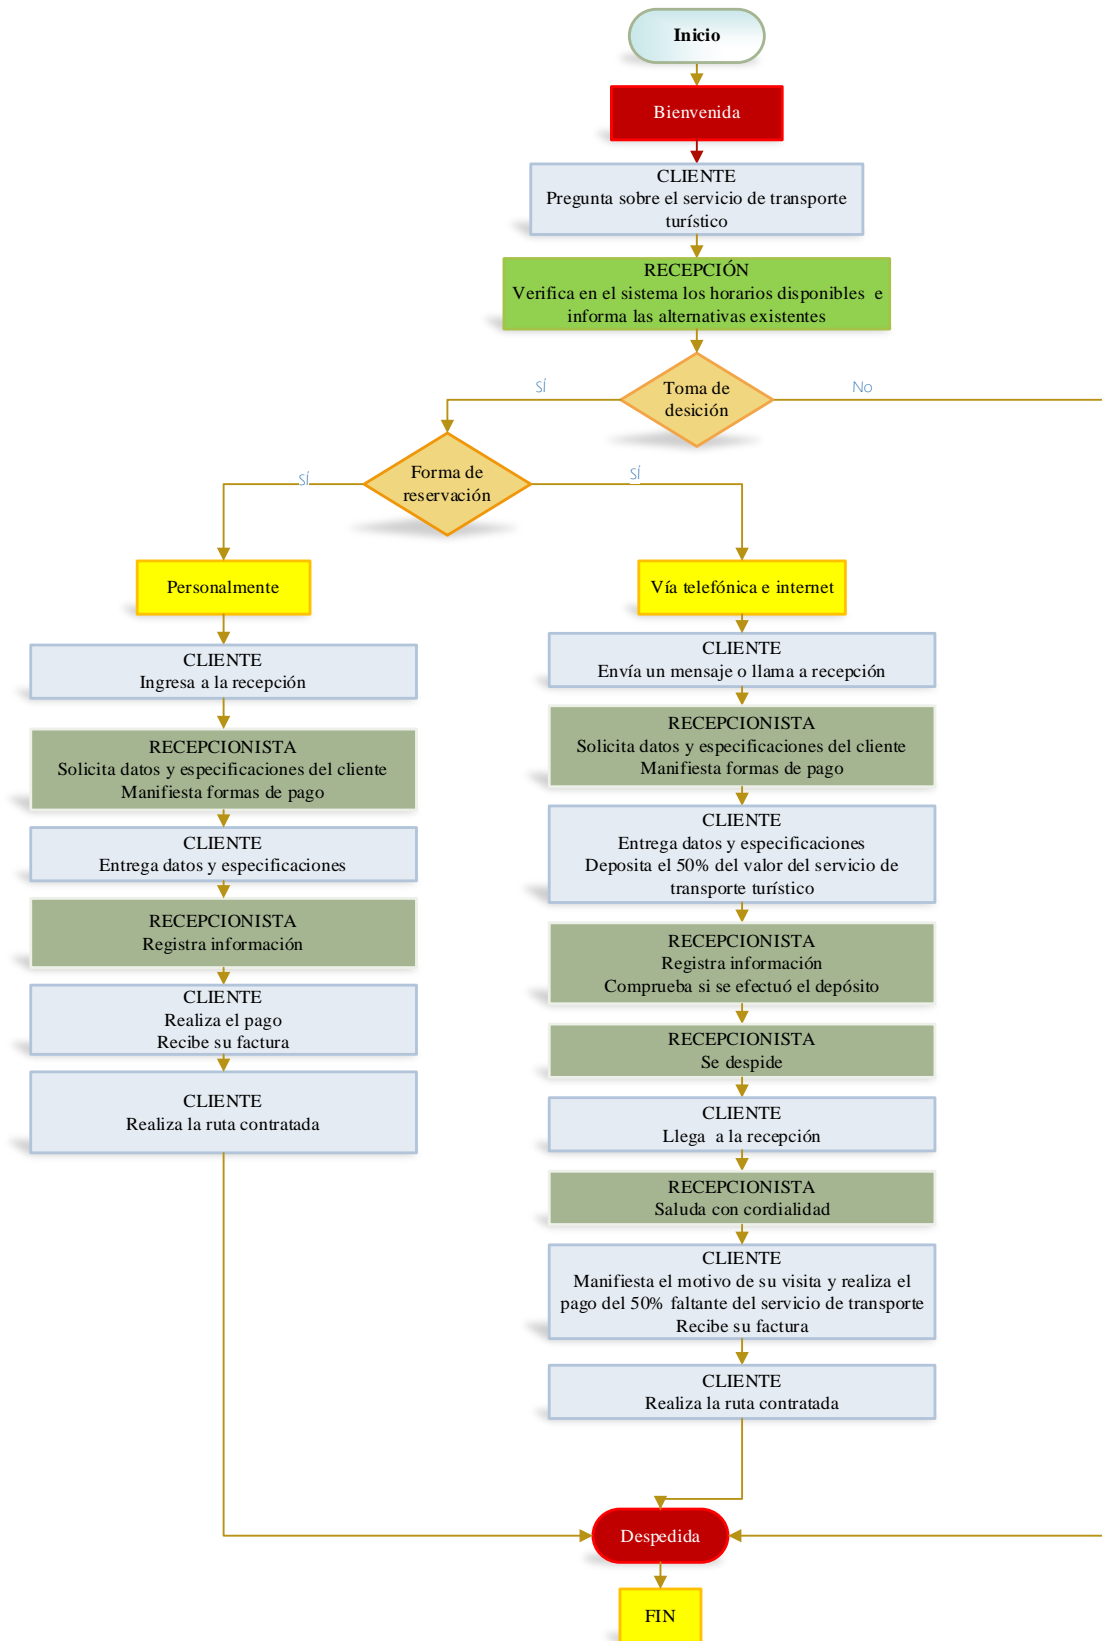 Inicio
Bienvenida
CLIENTE
Pregunta sobre el servicio de transporte
turístico
RECEPCIÓN
Verifica en el sistema los horarios disponibles e
informa las alternativas existentes
Toma de
desición
SÍ
No
Forma de
reservación
SÍ
SÍ
Personalmente
CLIENTE
Ingresa a la recepción
RECEPCIONISTA
Solicita datos y especificaciones del cliente
Manifiesta formas de pago
CLIENTE
Entrega datos y especificaciones
RECEPCIONISTA
Registra información
CLIENTE
Realiza el pago
Recibe su factura
CLIENTE
Realiza la ruta contratada
Vía telefónica e internet
CLIENTE
Envía un mensaje o llama a recepción
RECEPCIONISTA
Solicita datos y especificaciones del cliente
Manifiesta formas de pago
CLIENTE
Entrega datos y especificaciones
Deposita el 50% del valor del servicio de
transporte turístico
RECEPCIONISTA
Registra información
Comprueba si se efectuó el depósito
RECEPCIONISTA
Se despide
CLIENTE
Llega a la recepción
RECEPCIONISTA
Saluda con cordialidad
CLIENTE
Manifiesta el motivo de su visita y realiza el
pago del 50% faltante del servicio de transporte
Recibe su factura
CLIENTE
Realiza la ruta contratada
Despedida
FIN